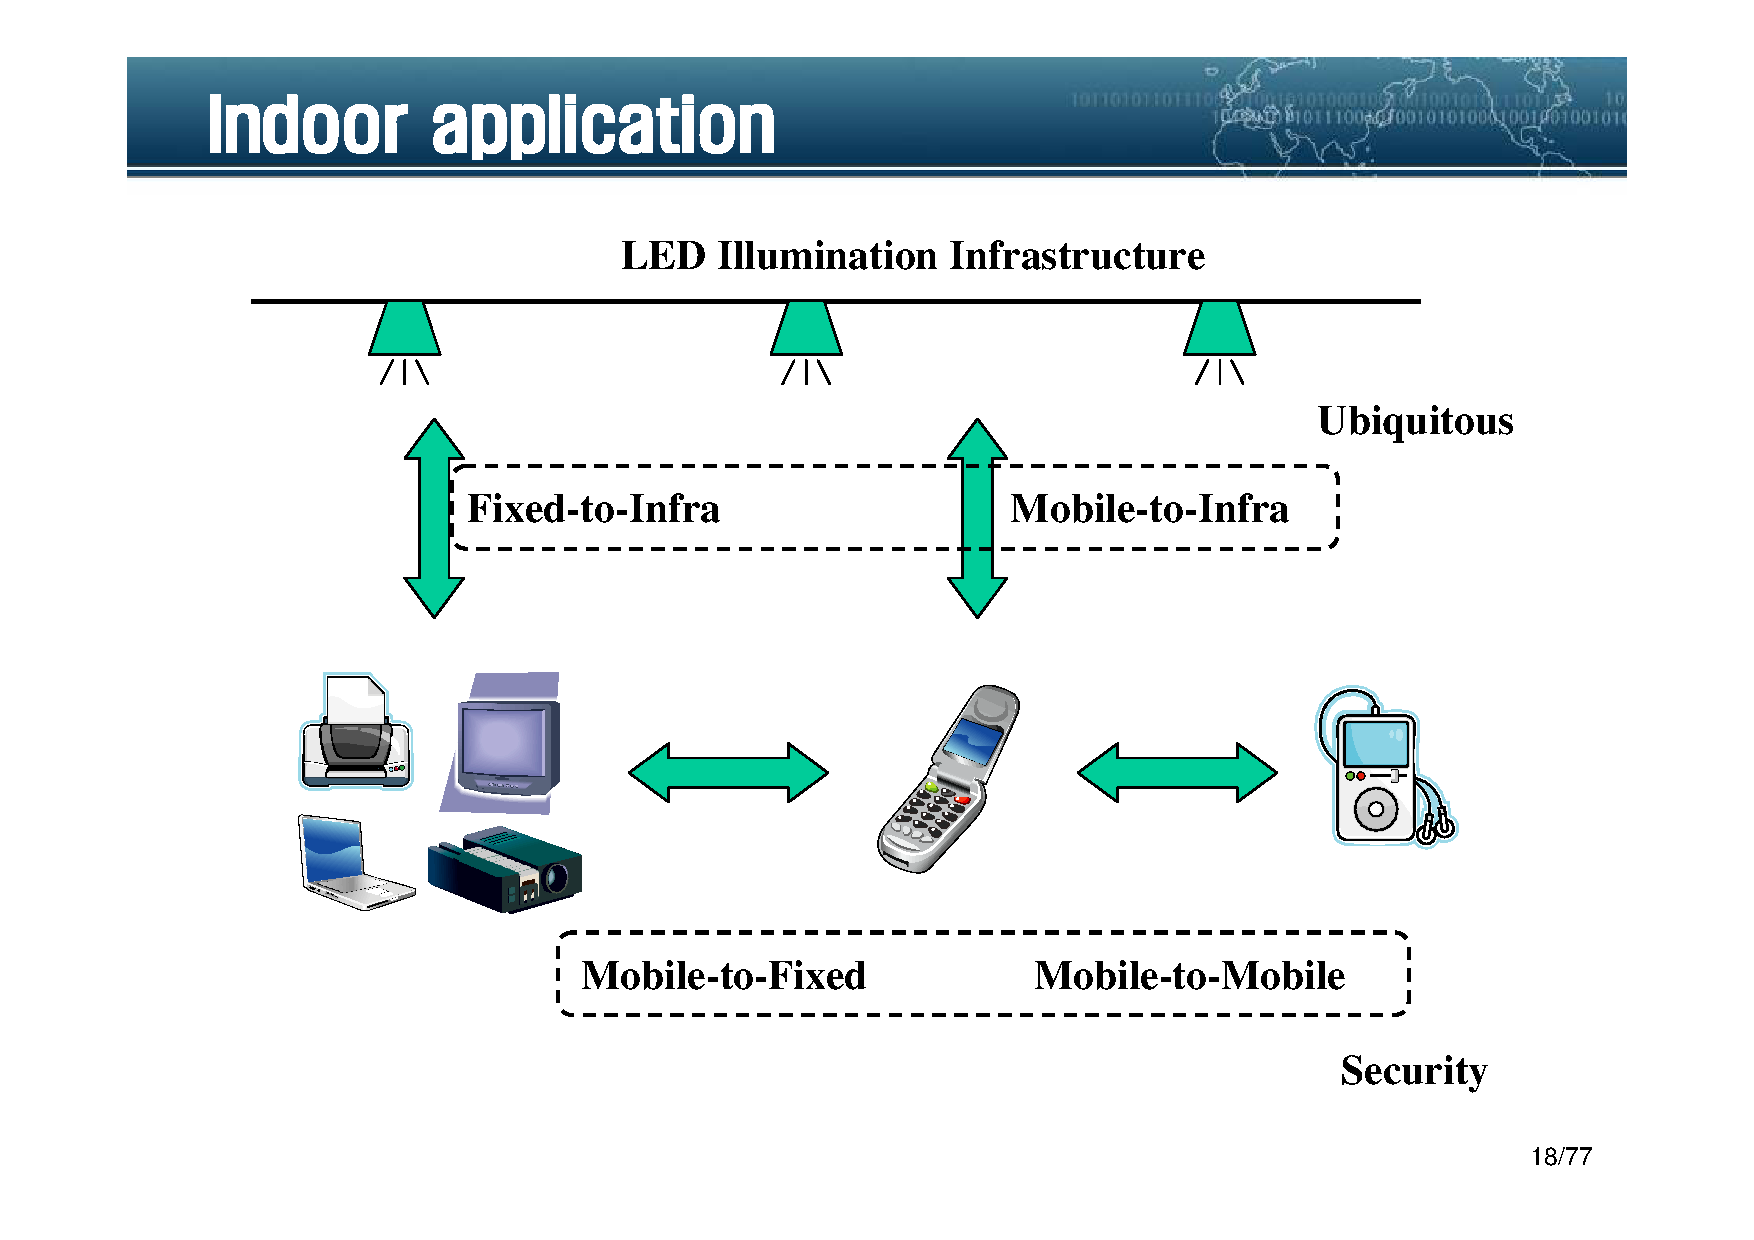 Indoor application
LED Illumination Infrastructure
Ubiquitous
Fixed-to-Infra
Mobile-to-Infra
Mobile-to-Fixed
Mobile-to-Mobile
Security
18/77